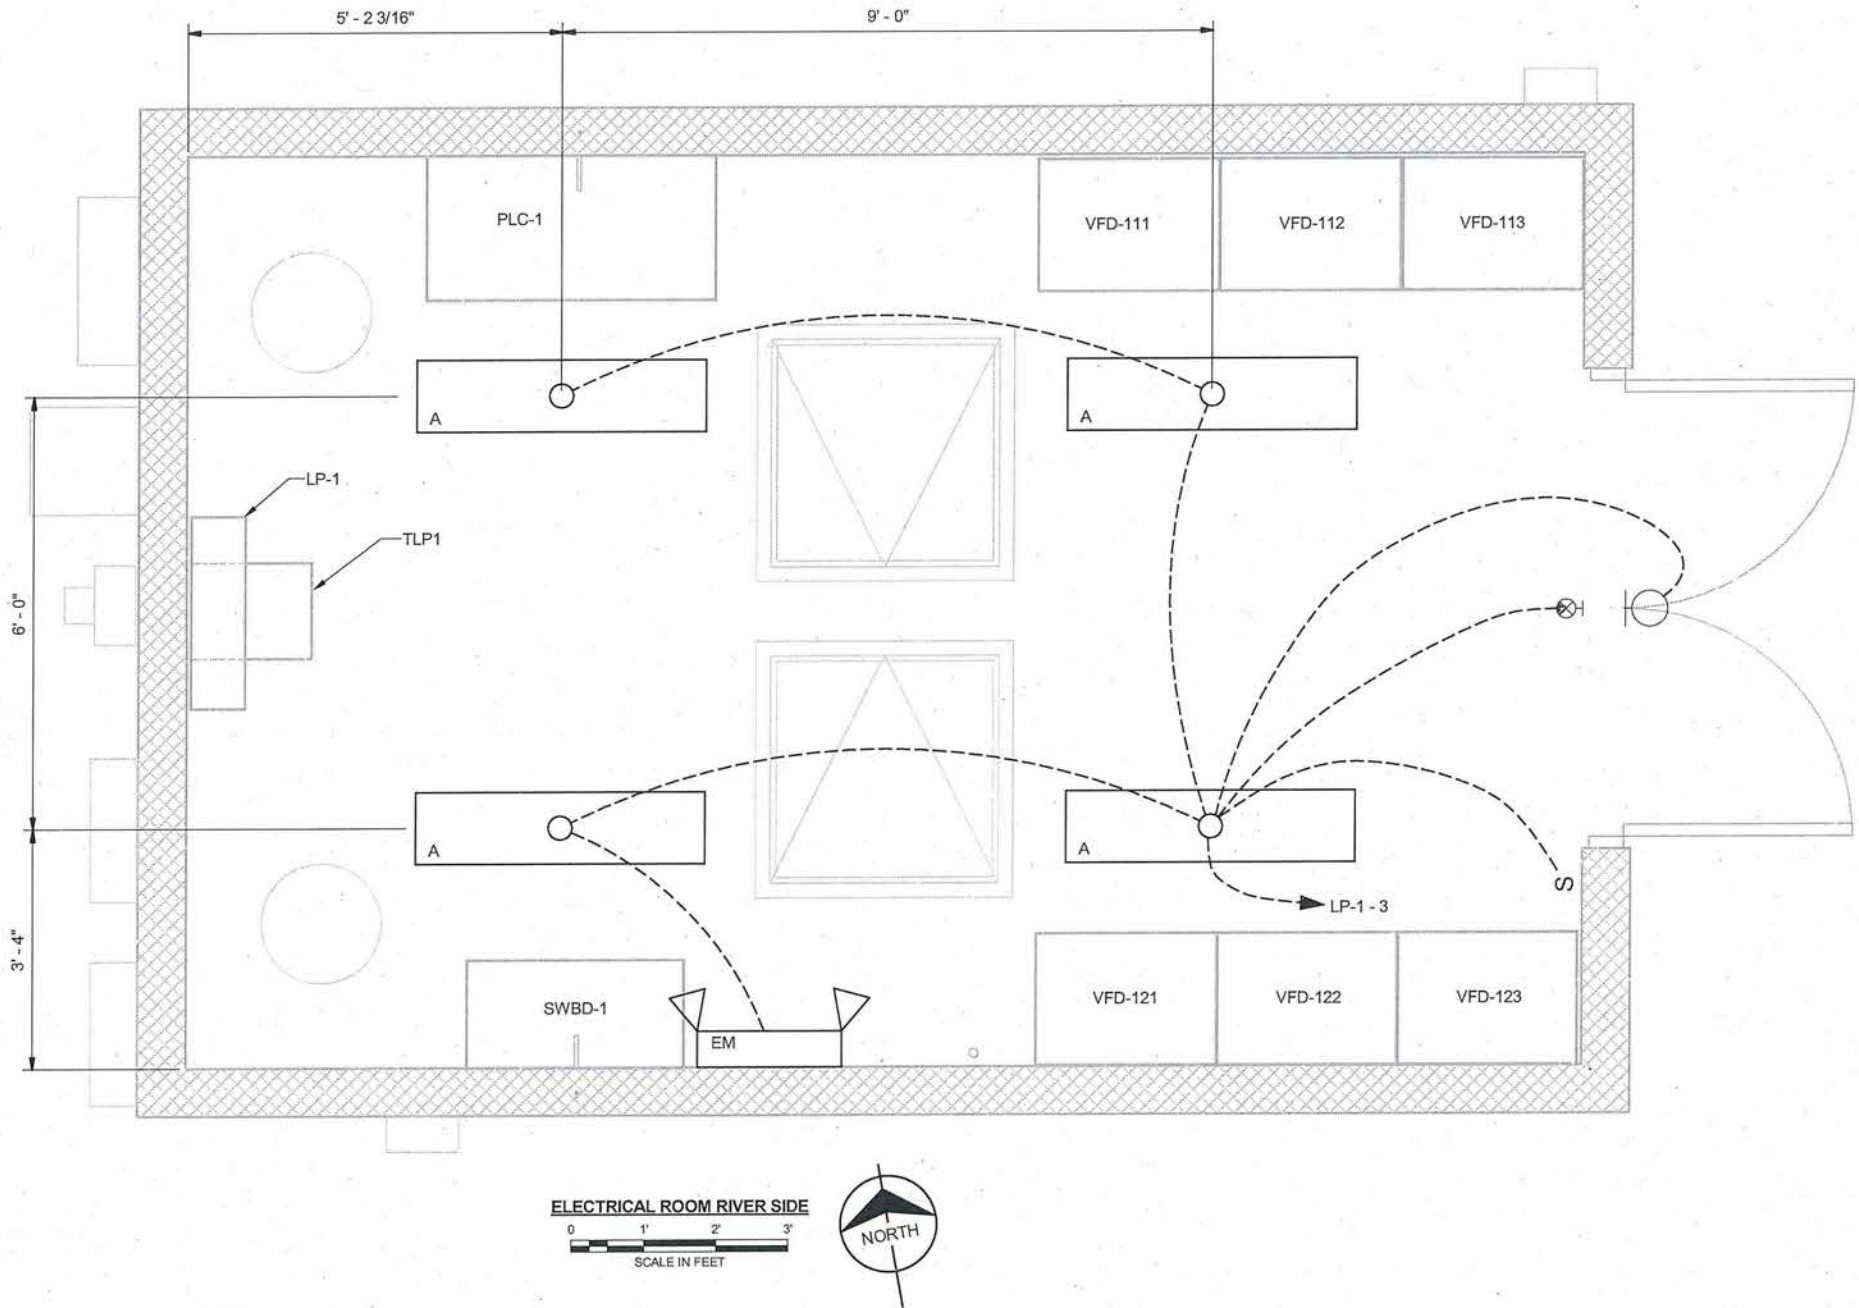 5' - 2 3/16"
9' - 0"
PLC-1
VFD-111
VFD-112
VFD-113
A
A
LP-1
TLP1
6' - 0"
A
A
S
LP-1 - 3
3' - 4"
SWBD-1
EM
VFD-121
VFD-122
VFD-123
ELECTRICAL ROOM RIVER SIDE
0 1' 2' 3'
SCALE IN FEET
NORTH